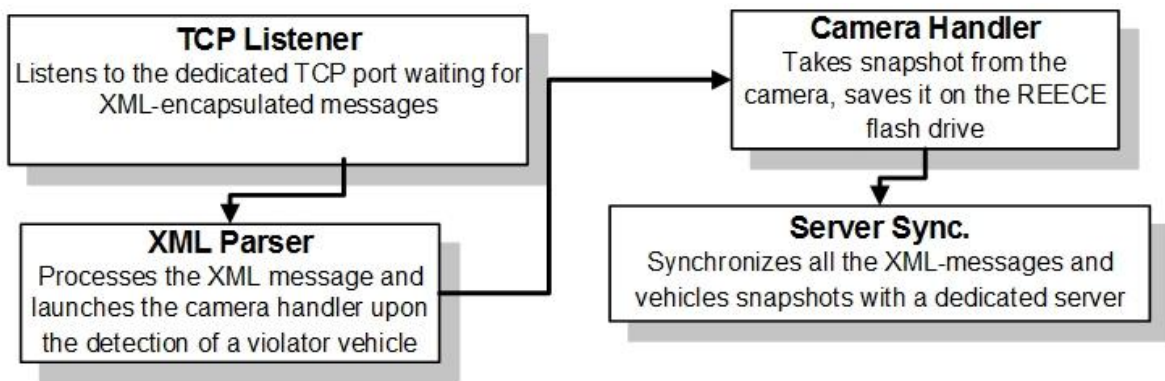 TCP Listener
Listens to the dedicated TCP port waiting for
XML-encapsulated messages
XML Parser
Processes the XML message and
launches the camera handler upon
the detection of a violator vehicle
Camera Handler
Takes snapshot from the
camera, saves it on the REECE
flash drive
Server Sync.
Synchronizes all the XML-messages and
vehicles snapshots with a dedicated server